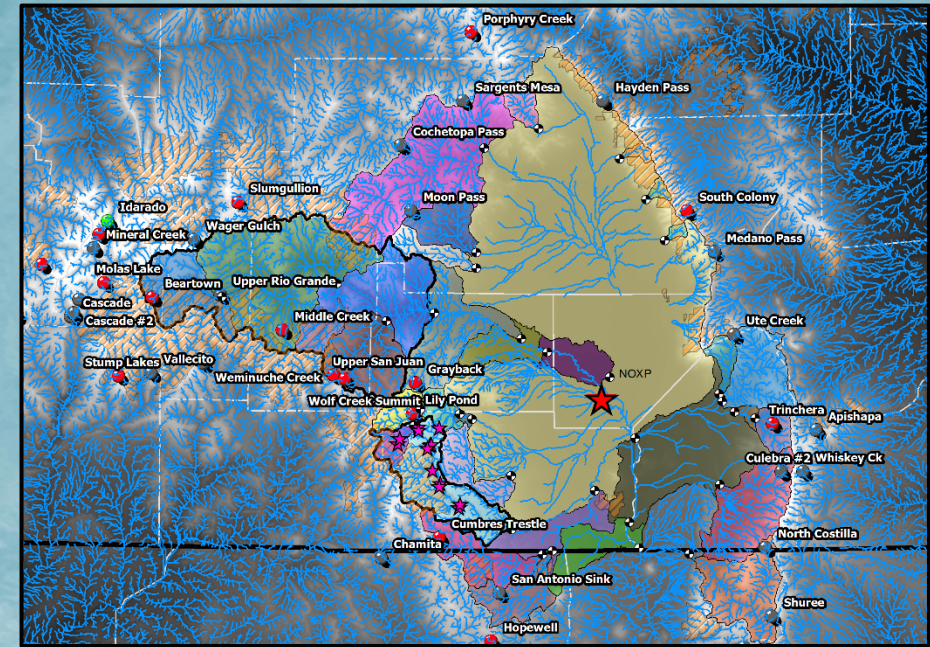 Porphyry Creek
Sargents Mesa
Hayden Pass
Cochetopa Pass
Slumgullion
Moon Pass
South Colony
Idarado
Wager Gulch
Mineral Creek
Medano Pass
Molas Lake
Beartown
Upper Rio Grande
Cascade
Cascade #2
Middle Creek
Ute Creek
Stump Lakes
Vallecito
Upper San Juan
Weminuche Creek
Grayback
NOXP
Wolf Creek Summit
Lily Pond
Trinchera
Apishapa
Culebra #2
Whiskey Ck
Cumbres Trestle
Chamita
North Costilla
San Antonio Sink
Shuree
Hopewell